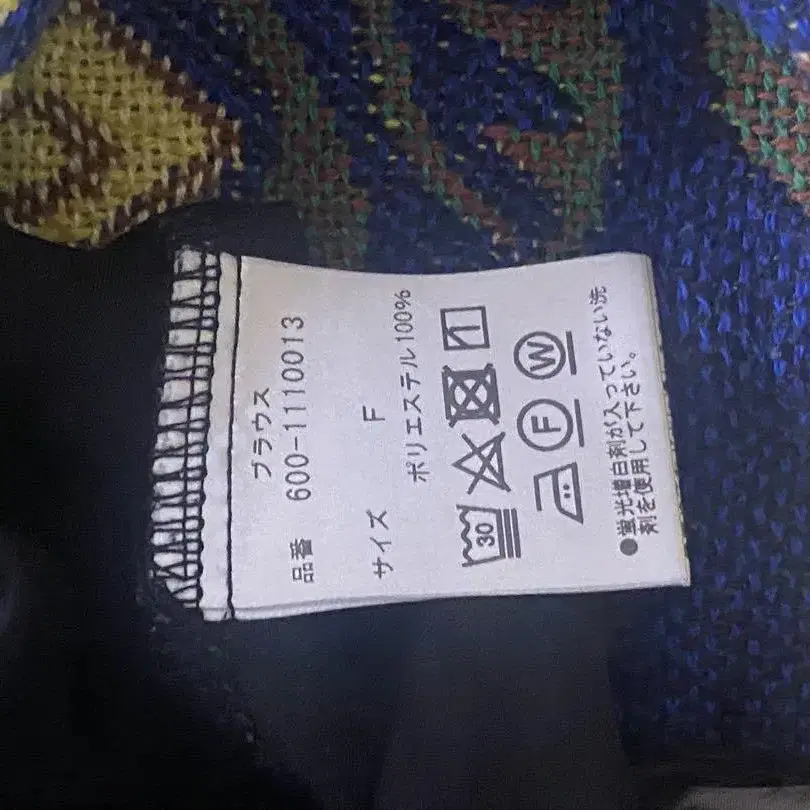 ブラウス
品番 600-1110013
サイズ F
ポリエステル100%
30
F W
●蛍光増白剤が入っていない洗
剤を使用して下さい。